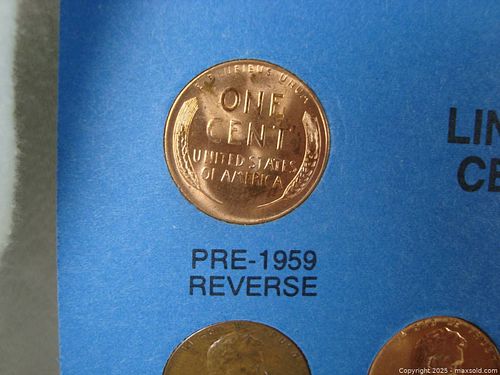 E PLURIBUS UNUM
ONE
CENT
UNITED STATES
OF AMERICA
LIN
CE
PRE-1959
REVERSE
Copyright 2025 - maxsold.com